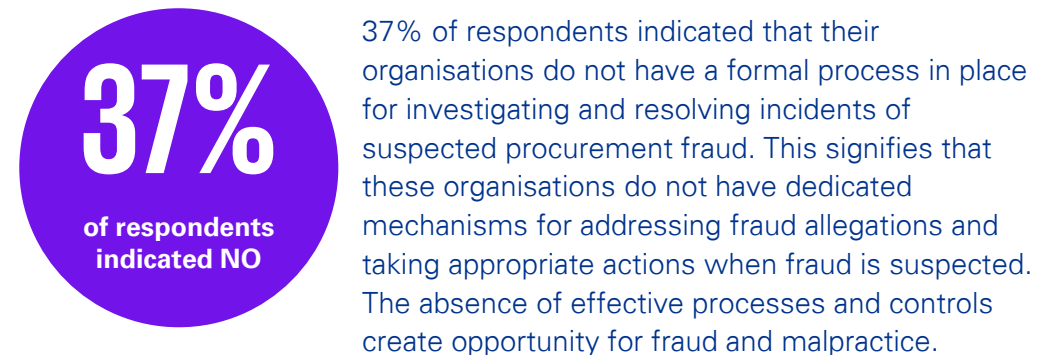 37%
of respondents
indicated NO
37% of respondents indicated that their
organisations do not have a formal process in place
for investigating and resolving incidents of
suspected procurement fraud. This signifies that
these organisations do not have dedicated
mechanisms for addressing fraud allegations and
taking appropriate actions when fraud is suspected.
The absence of effective processes and controls
create opportunity for fraud and malpractice.